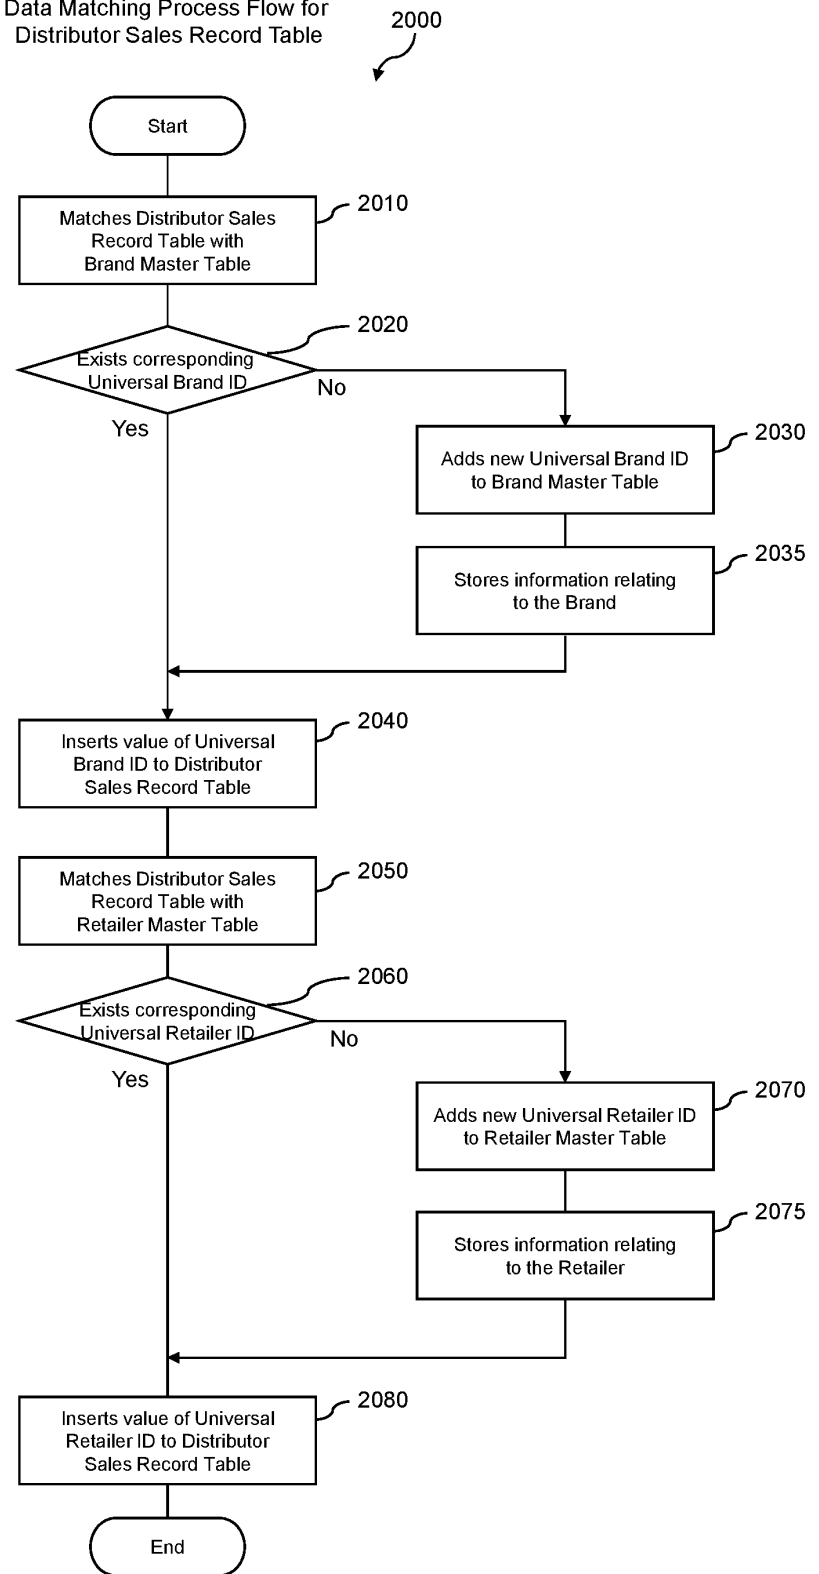 Data Matching Process Flow for
Distributor Sales Record Table
2000
Start
2010
Matches Distributor Sales
Record Table with
Brand Master Table
2020
Exists corresponding
Universal Brand ID
No
Yes
2030
Adds new Universal Brand ID
to Brand Master Table
2035
Stores information relating
to the Brand
2040
Inserts value of Universal
Brand ID to Distributor
Sales Record Table
2050
Matches Distributor Sales
Record Table with
Retailer Master Table
2060
Exists corresponding
Universal Retailer ID
No
Yes
2070
Adds new Universal Retailer ID
to Retailer Master Table
2075
Stores information relating
to the Retailer
2080
Inserts value of Universal
Retailer ID to Distributor
Sales Record Table
End